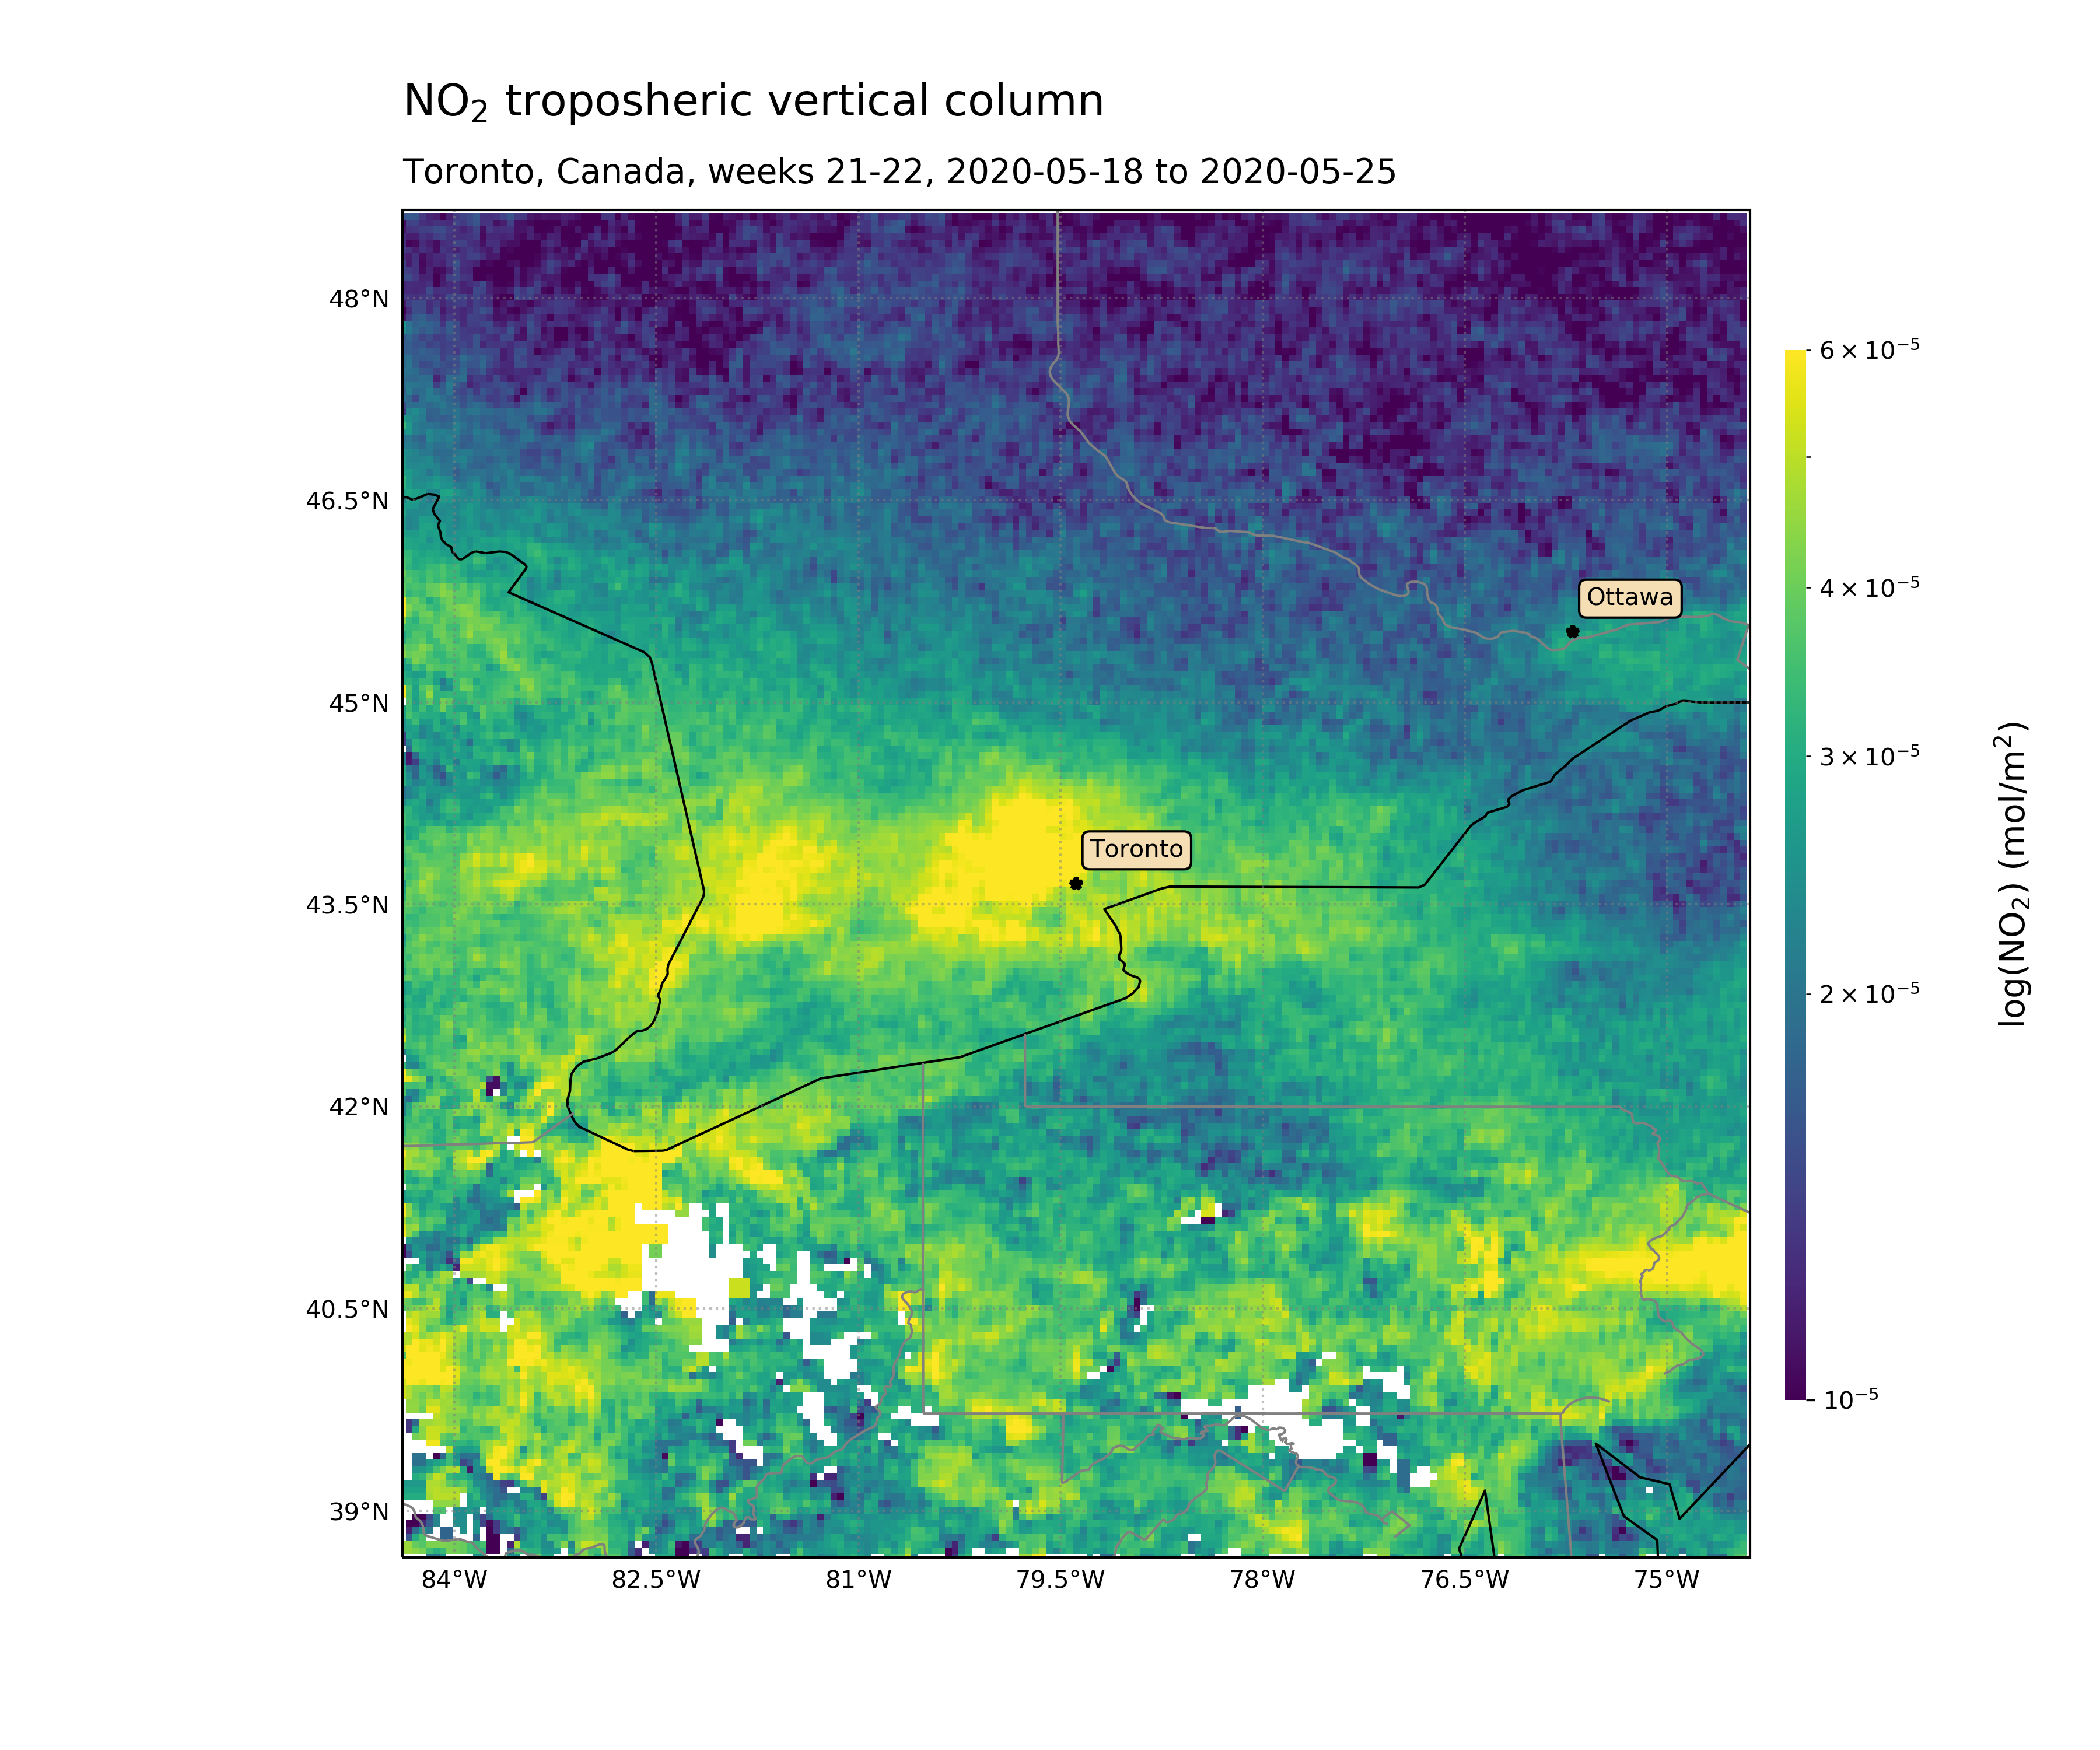 NO₂ troposheric vertical column
Toronto, Canada, weeks 21-22, 2020-05-18 to 2020-05-25
48°N
46.5°N
45°N
43.5°N
42°N
40.5°N
39°N
84°W 82.5°W 81°W 79.5°W 78°W 76.5°W 75°W
Ottawa
Toronto
6 × 10⁻⁵
4 × 10⁻⁵
3 × 10⁻⁵
2 × 10⁻⁵
10⁻⁵
log(NO₂) (mol/m²)